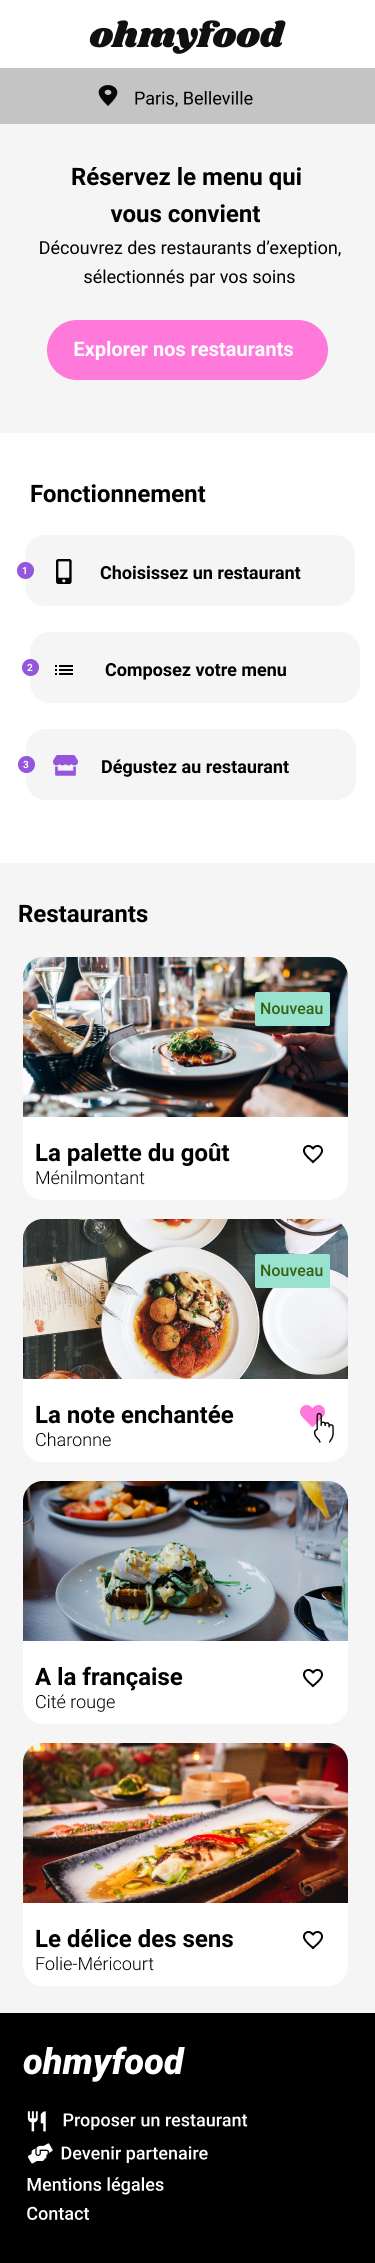 ohmyfood
Paris, Belleville
Réservez le menu qui
vous convient
Découvrez des restaurants d’exeption,
sélectionnés par vos soins
Explorer nos restaurants
Fonctionnement
1 Choisissez un restaurant
2 Composez votre menu
3 Dégustez au restaurant
Restaurants
Nouveau
La palette du goût
Ménilmontant
Nouveau
La note enchantée
Charonne
A la française
Cité rouge
Le délice des sens
Folie-Méricourt
ohmyfood
Proposer un restaurant
Devenir partenaire
Mentions légales
Contact